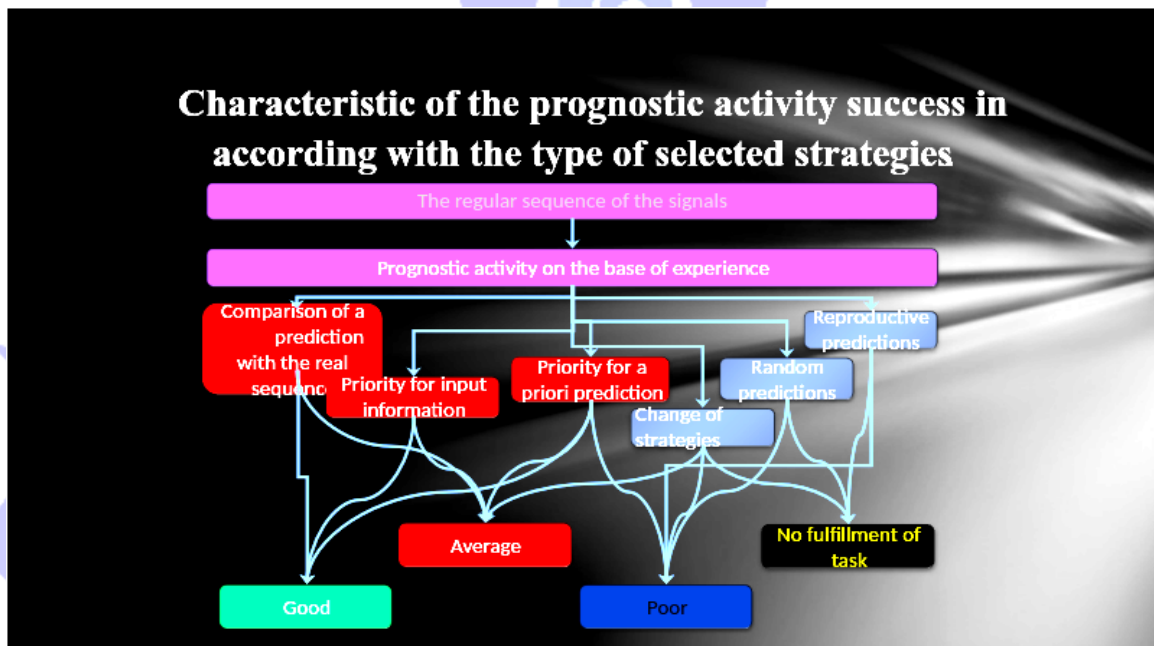 Characteristic of the prognostic activity success in
according with the type of selected strategies
The regular sequence of the signals
Prognostic activity on the base of experience
Comparison of a
prediction
with the real
sequence
Reproductive
predictions
Priority for a
priori prediction
Random
predictions
Priority for input
information
Change of
strategies
Average
No fulfillment of
task
Good
Poor